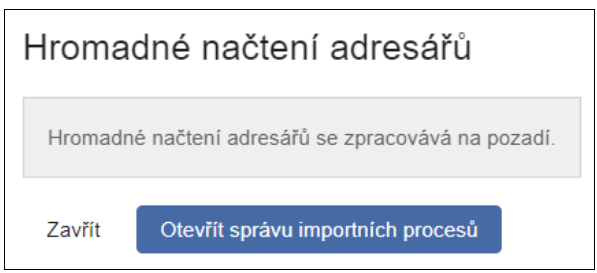 Hromadné načtení adresářů
Hromadné načtení adresářů se zpracovává na pozadí.
Zavřít
Otevřít správu importních procesů